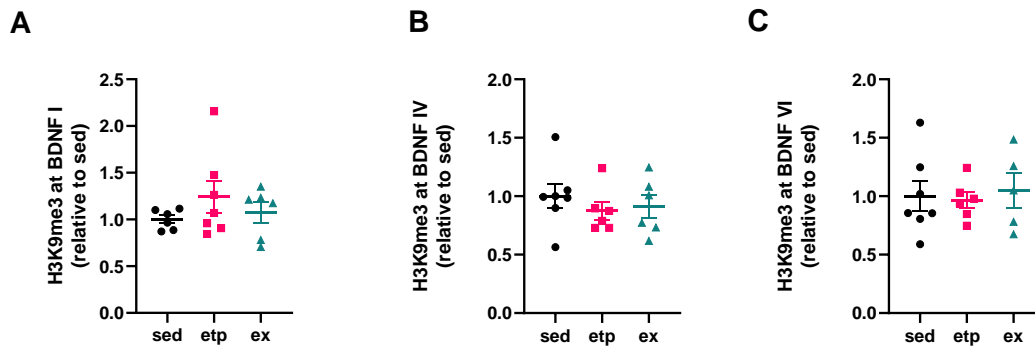 A
H3K9me3 at BDNF I
(relative to sed)
2.5
2.0
1.5
1.0
0.5
0.0
sed etp ex
B
H3K9me3 at BDNF IV
(relative to sed)
2.0
1.5
1.0
0.5
0.0
sed etp ex
C
H3K9me3 at BDNF VI
(relative to sed)
2.0
1.5
1.0
0.5
0.0
sed etp ex